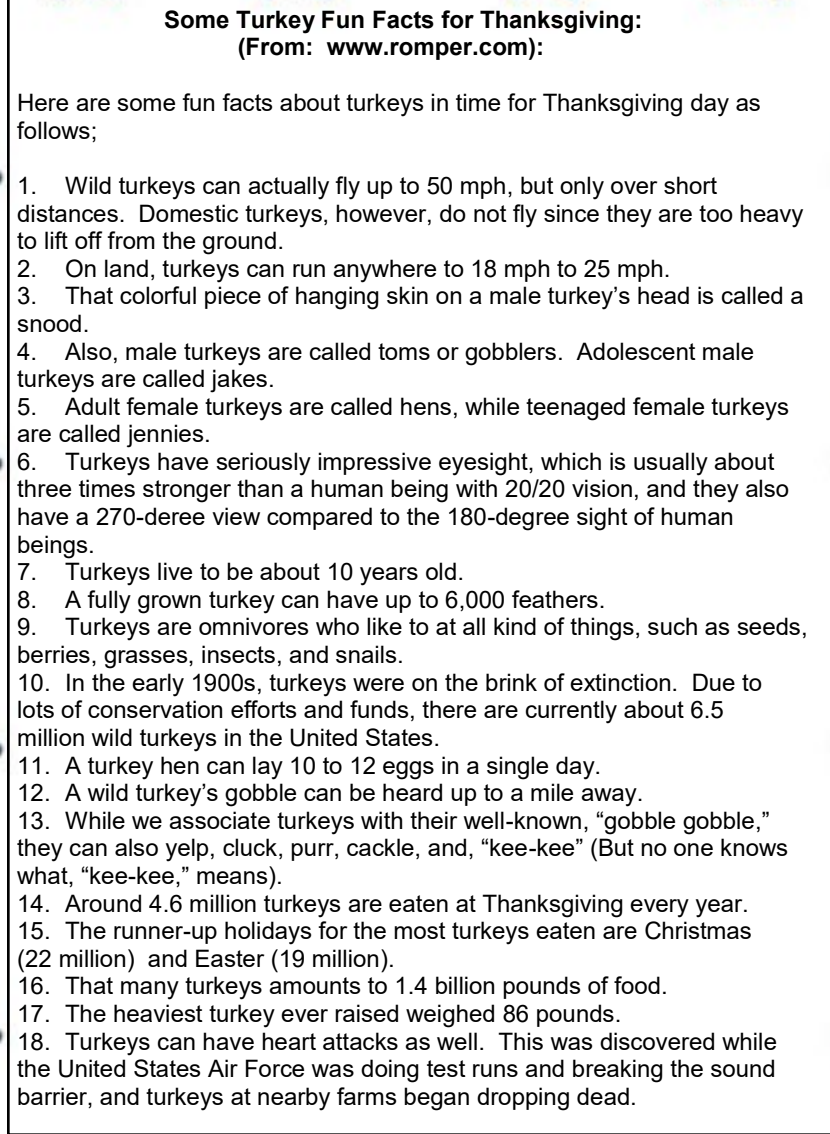 Some Turkey Fun Facts for Thanksgiving:
(From:  www.romper.com):
Here are some fun facts about turkeys in time for Thanksgiving day as
follows;
1.    Wild turkeys can actually fly up to 50 mph, but only over short
distances.  Domestic turkeys, however, do not fly since they are too heavy
to lift off from the ground.
2.    On land, turkeys can run anywhere to 18 mph to 25 mph.
3.    That colorful piece of hanging skin on a male turkey’s head is called a
snood.
4.    Also, male turkeys are called toms or gobblers.  Adolescent male
turkeys are called jakes.
5.    Adult female turkeys are called hens, while teenaged female turkeys
are called jennies.
6.    Turkeys have seriously impressive eyesight, which is usually about
three times stronger than a human being with 20/20 vision, and they also
have a 270-deree view compared to the 180-degree sight of human
beings.
7.    Turkeys live to be about 10 years old.
8.    A fully grown turkey can have up to 6,000 feathers.
9.    Turkeys are omnivores who like to at all kind of things, such as seeds,
berries, grasses, insects, and snails.
10.  In the early 1900s, turkeys were on the brink of extinction.  Due to
lots of conservation efforts and funds, there are currently about 6.5
million wild turkeys in the United States.
11.  A turkey hen can lay 10 to 12 eggs in a single day.
12.  A wild turkey’s gobble can be heard up to a mile away.
13.  While we associate turkeys with their well-known, “gobble gobble,”
they can also yelp, cluck, purr, cackle, and, “kee-kee” (But no one knows
what, “kee-kee,” means).
14.  Around 4.6 million turkeys are eaten at Thanksgiving every year.
15.  The runner-up holidays for the most turkeys eaten are Christmas
(22 million)  and Easter (19 million).
16.  That many turkeys amounts to 1.4 billion pounds of food.
17.  The heaviest turkey ever raised weighed 86 pounds.
18.  Turkeys can have heart attacks as well.  This was discovered while
the United States Air Force was doing test runs and breaking the sound
barrier, and turkeys at nearby farms began dropping dead.